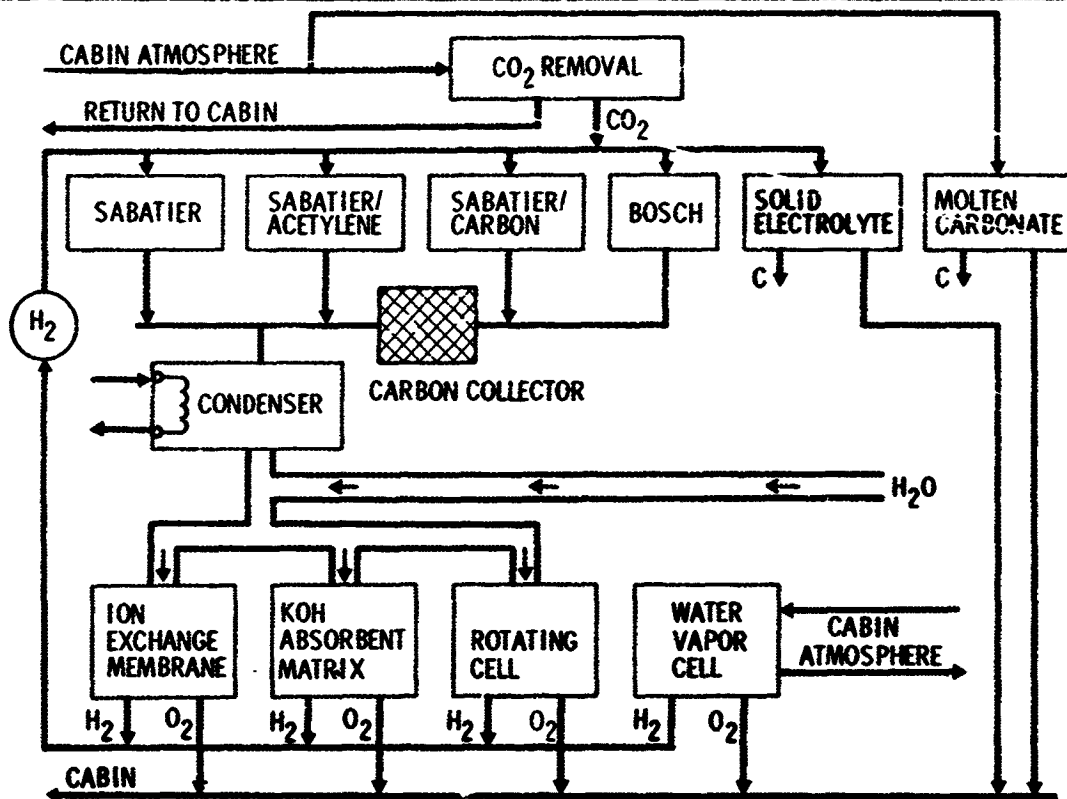 CABIN ATMOSPHERE
CO2 REMOVAL
RETURN TO CABIN
CO2
SABATIER
SABATIER/
ACETYLENE
SABATIER/
CARBON
BOSCH
SOLID
ELECTROLYTE
MOLTEN
CARBONATE
C
C
H2
CARBON COLLECTOR
CONDENSER
H2O
ION
EXCHANGE
MEMBRANE
KOH
ABSORBENT
MATRIX
ROTATING
CELL
WATER
VAPOR
CELL
CABIN
ATMOSPHERE
H2
O2
H2
O2
H2
O2
H2
O2
CABIN